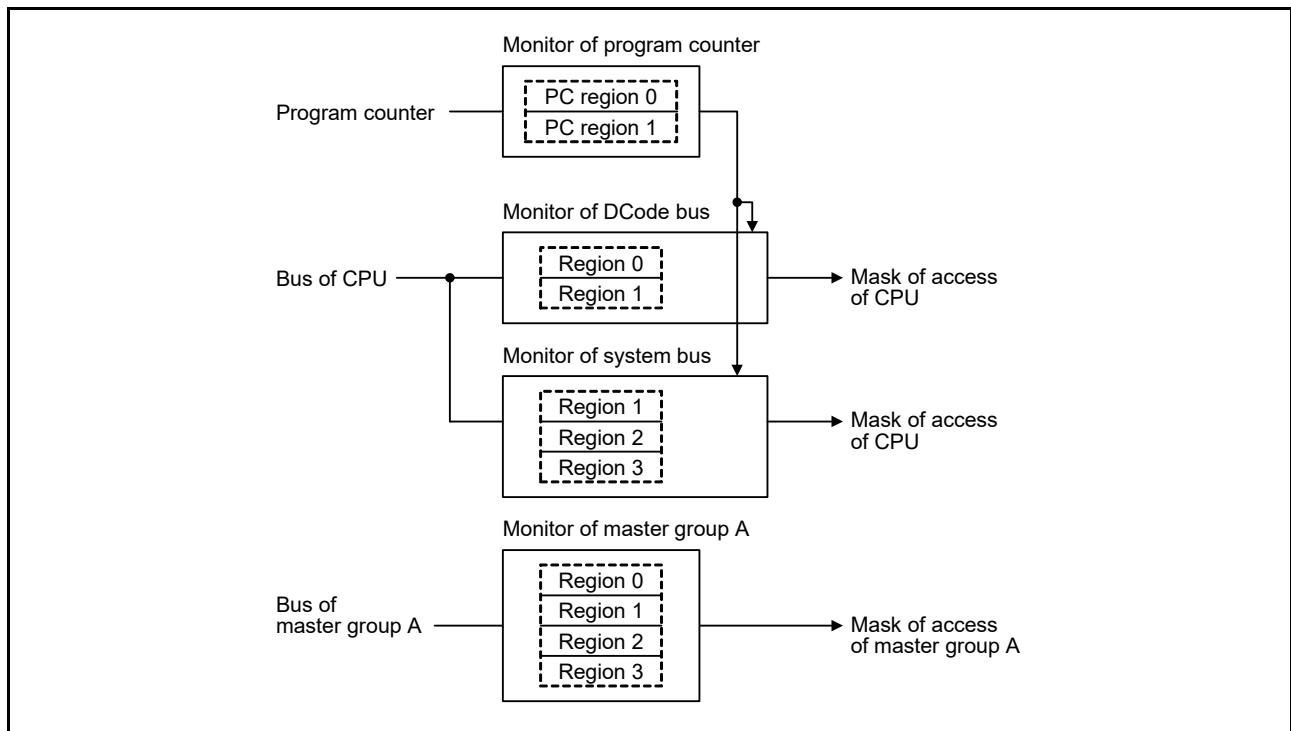 Monitor of program counter
Program counter
PC region 0
PC region 1
Monitor of DCode bus
Bus of CPU
Region 0
Region 1
Mask of access
of CPU
Monitor of system bus
Region 1
Region 2
Region 3
Mask of access
of CPU
Monitor of master group A
Bus of
master group A
Region 0
Region 1
Region 2
Region 3
Mask of access
of master group A